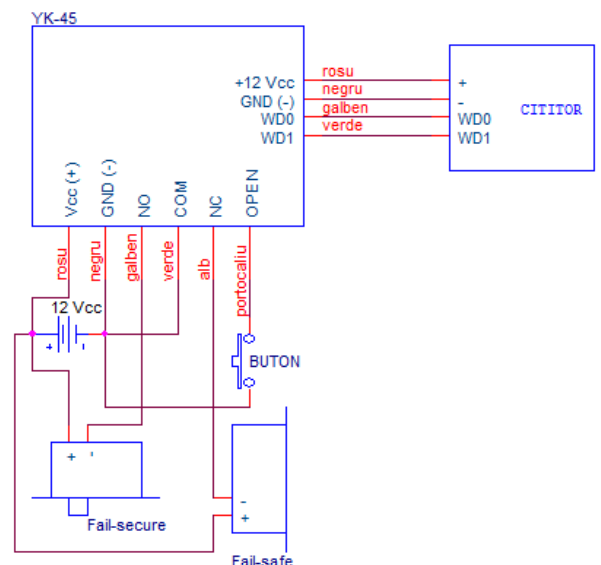 YK-45
+12 Vcc rosu +
GND (-) negru -
WD0 galben WD0
WD1 verde WD1
CITITOR
Vcc (+) GND (-) NO COM NC OPEN
rosu negru galben verde alb portocaliu
12 Vcc
+ -
BUTON
+ -
Fail-secure
-
+
Fail-safe